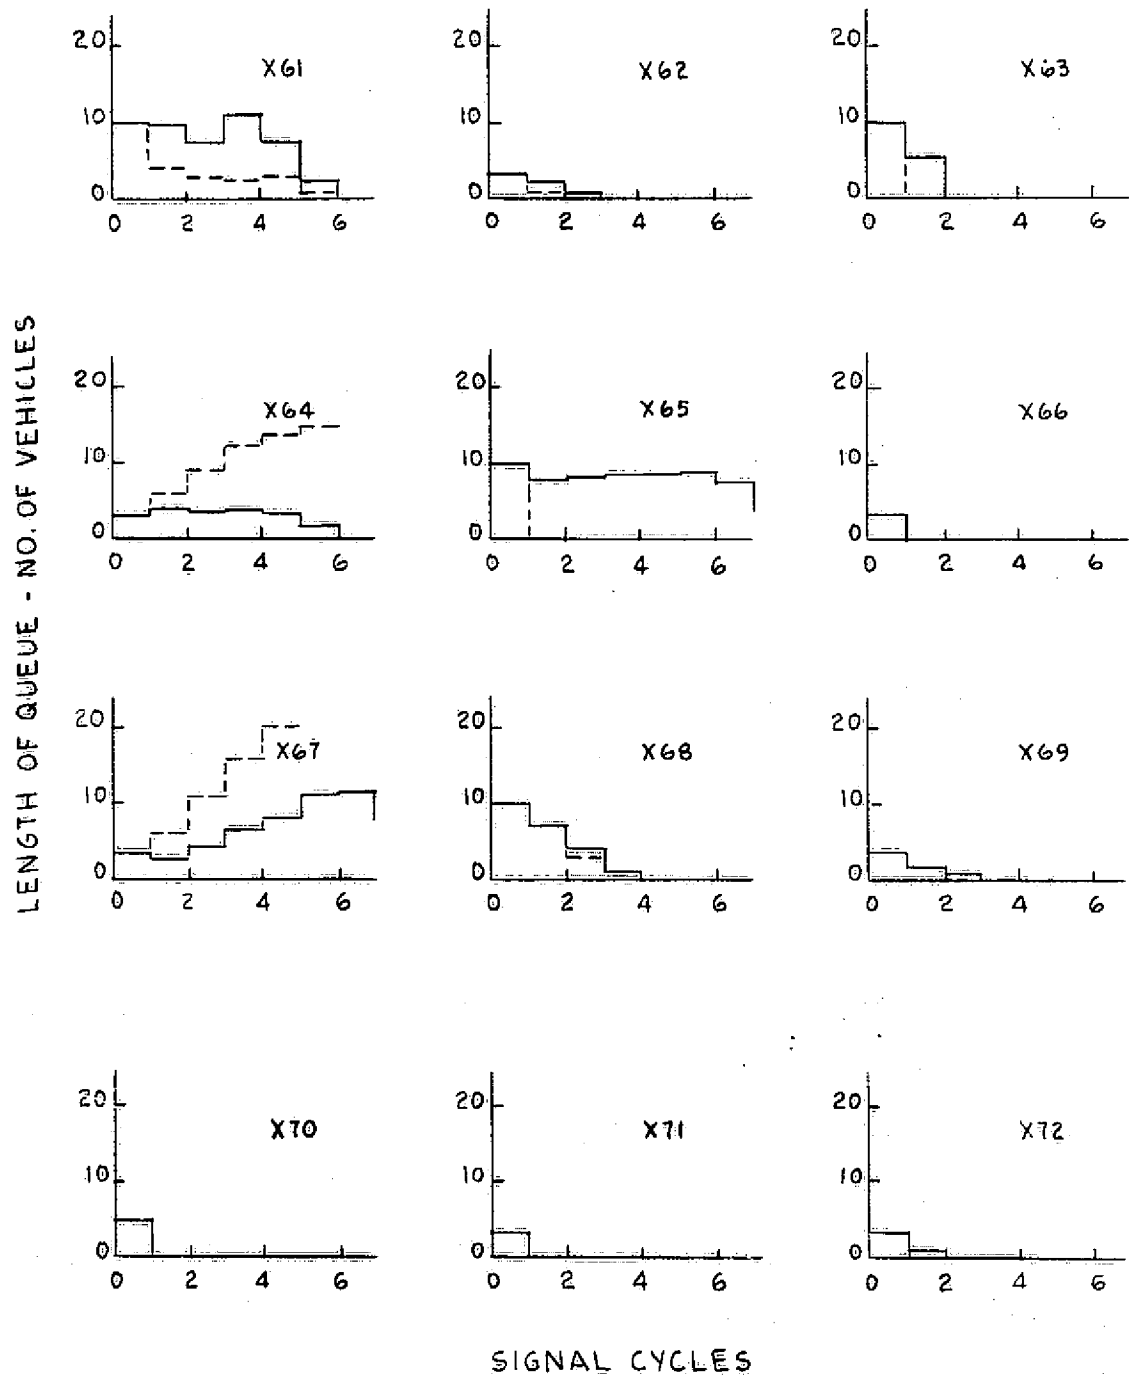 LENGTH OF QUEUE - NO. OF VEHICLES
20 20 20
X61 X62 X63
10 10 10
0 0 0
0 2 4 6 0 2 4 6 0 2 4 6
20 20 20
X64 X65 X66
10 10 10
0 0 0
0 2 4 6 0 2 4 6 0 2 4 6
20 20 20
X67 X68 X69
10 10 10
0 0 0
0 2 4 6 0 2 4 6 0 2 4 6
20 20 20
X70 X71 X72
10 10 10
0 0 0
0 2 4 6 0 2 4 6 0 2 4 6
SIGNAL CYCLES